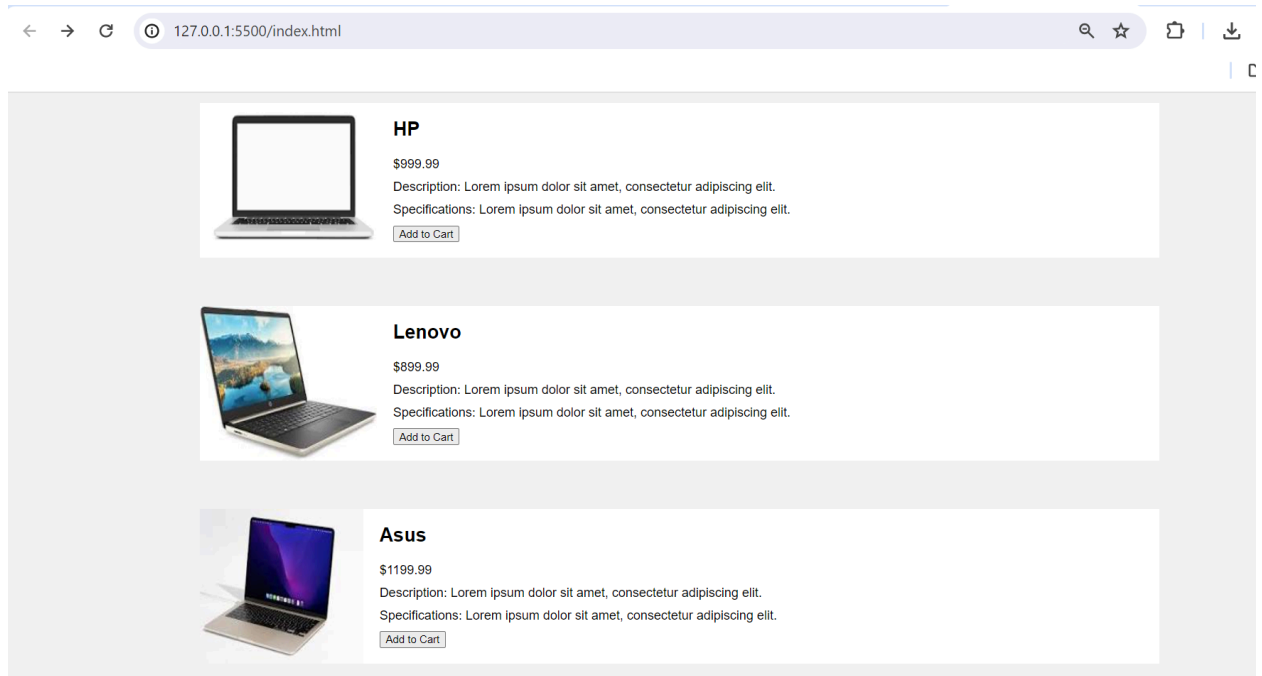 127.0.0.1:5500/index.html
HP
$999.99
Description: Lorem ipsum dolor sit amet, consectetur adipiscing elit.
Specifications: Lorem ipsum dolor sit amet, consectetur adipiscing elit.
Add to Cart
Lenovo
$899.99
Description: Lorem ipsum dolor sit amet, consectetur adipiscing elit.
Specifications: Lorem ipsum dolor sit amet, consectetur adipiscing elit.
Add to Cart
Asus
$1199.99
Description: Lorem ipsum dolor sit amet, consectetur adipiscing elit.
Specifications: Lorem ipsum dolor sit amet, consectetur adipiscing elit.
Add to Cart